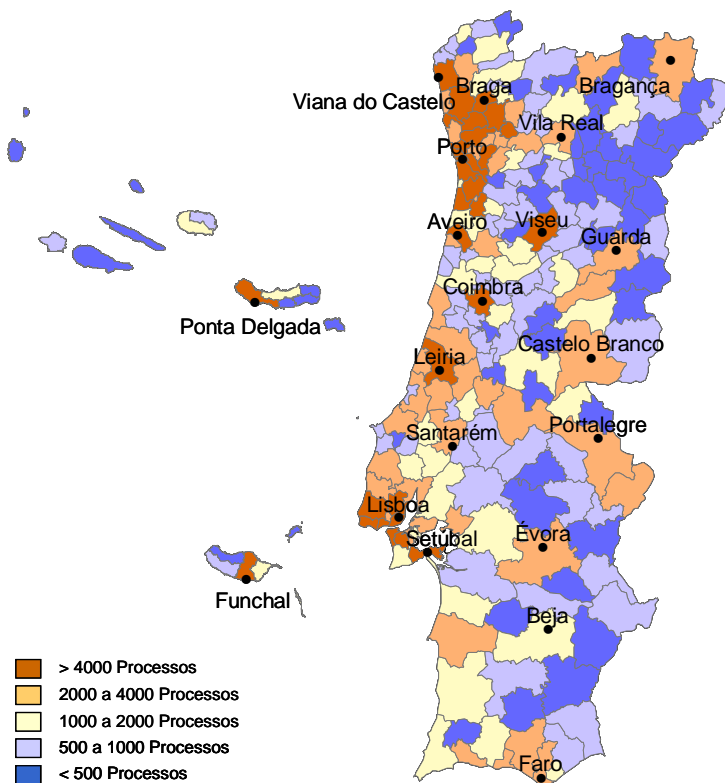 Viana do Castelo
Braga
Bragança
Vila Real
Porto
Aveiro
Viseu
Guarda
Coimbra
Ponta Delgada
Castelo Branco
Leiria
Portalegre
Santarém
Lisboa
Setúbal
Évora
Funchal
Beja
Faro
> 4000 Processos
2000 a 4000 Processos
1000 a 2000 Processos
500 a 1000 Processos
< 500 Processos